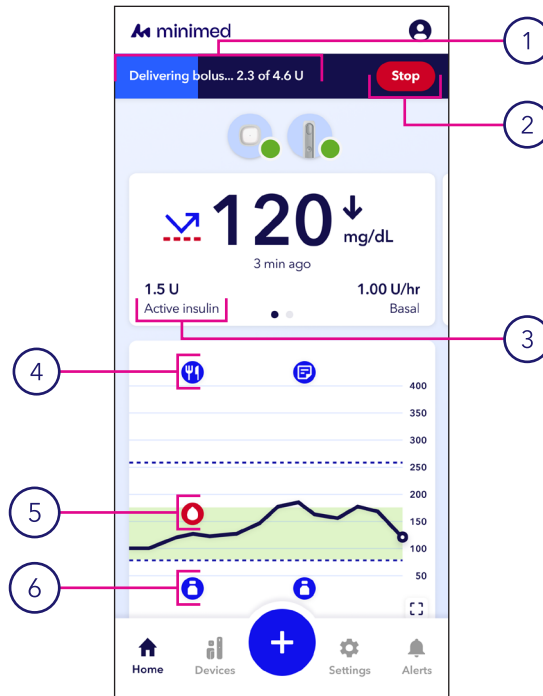 minimed
1
Delivering bolus... 2.3 of 4.6 U
Stop
2
120
mg/dL
3 min ago
1.5 U
1.00 U/hr
Active insulin
Basal
3
4
400
350
300
250
5
200
150
100
6
50
+
Home
Devices
Settings
Alerts